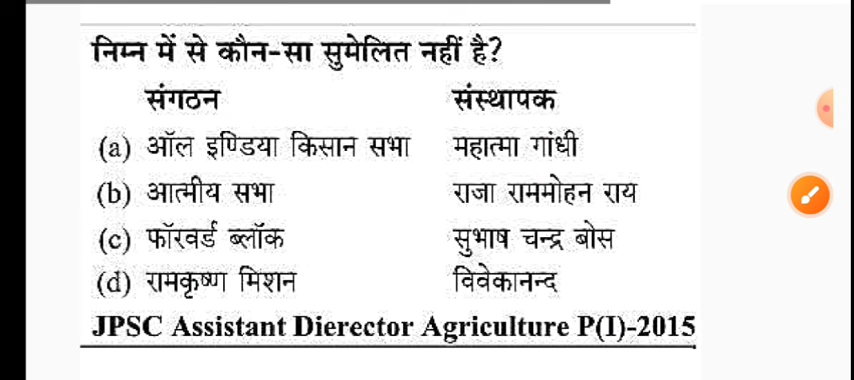 निम्न में से कौन-सा सुमेलित नहीं है?
संगठन संस्थापक
(a) ऑल इण्डिया किसान सभा महात्मा गांधी
(b) आत्मीय सभा राजा राममोहन राय
(c) फॉरवर्ड ब्लॉक सुभाष चन्द्र बोस
(d) रामकृष्ण मिशन विवेकानन्द
JPSC Assistant Dierector Agriculture P(I)-2015